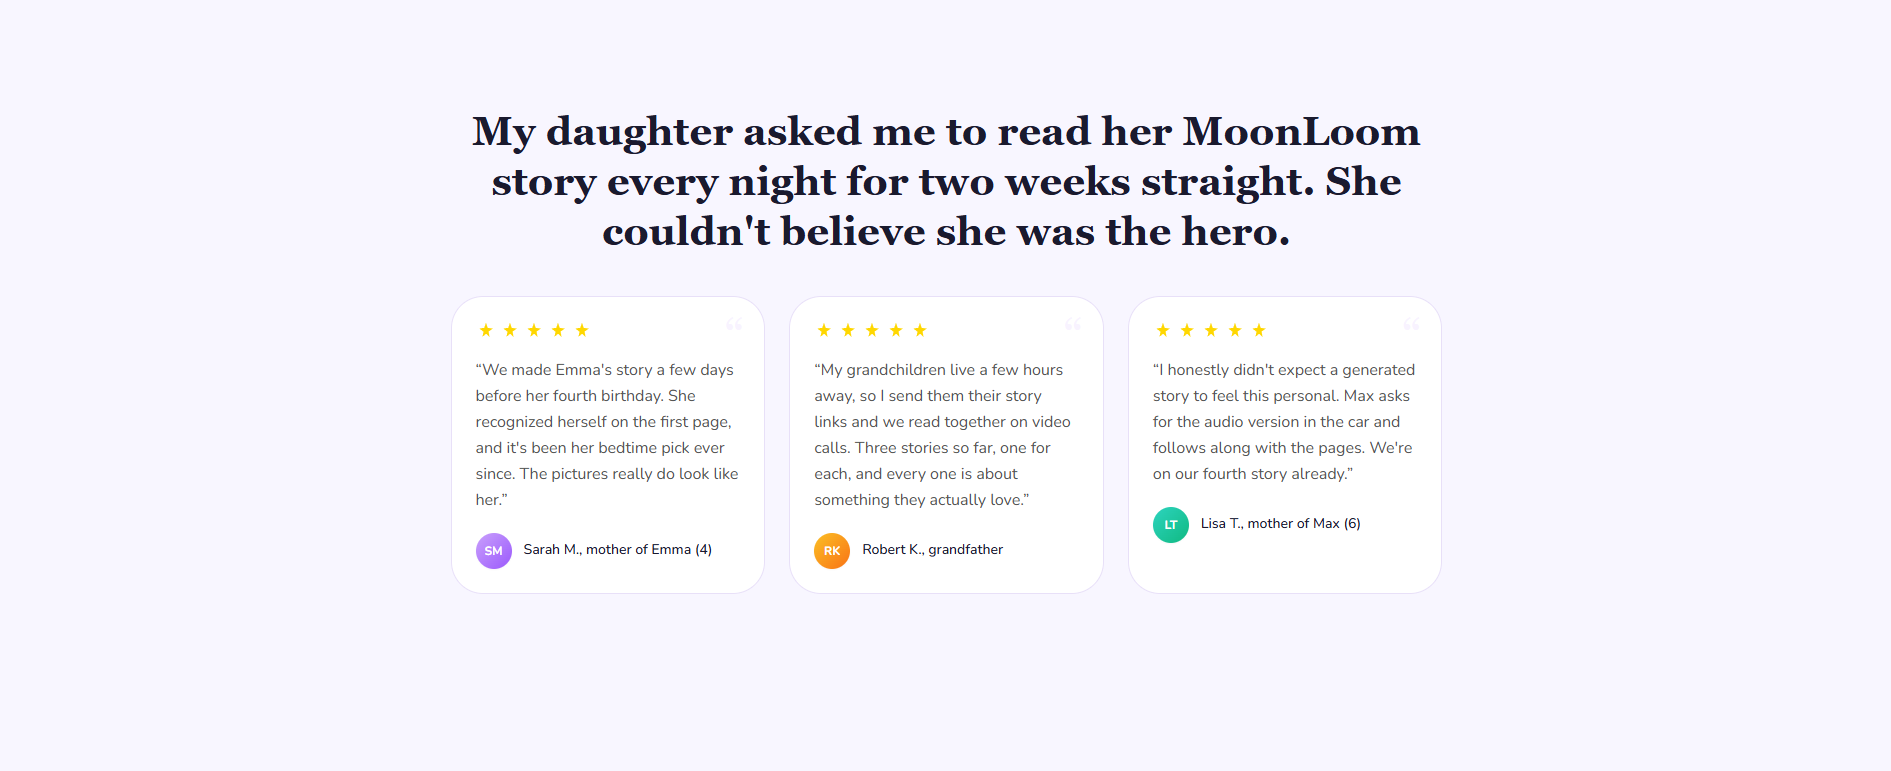 My daughter asked me to read her MoonLoom
story every night for two weeks straight. She
couldn't believe she was the hero.
★ ★ ★ ★ ★
“
“We made Emma's story a few days
before her fourth birthday. She
recognized herself on the first page,
and it's been her bedtime pick ever
since. The pictures really do look like
her.”
SM
Sarah M., mother of Emma (4)
★ ★ ★ ★ ★
“
“My grandchildren live a few hours
away, so I send them their story
links and we read together on video
calls. Three stories so far, one for
each, and every one is about
something they actually love.”
RK
Robert K., grandfather
★ ★ ★ ★ ★
“
“I honestly didn't expect a generated
story to feel this personal. Max asks
for the audio version in the car and
follows along with the pages. We're
on our fourth story already.”
LT
Lisa T., mother of Max (6)